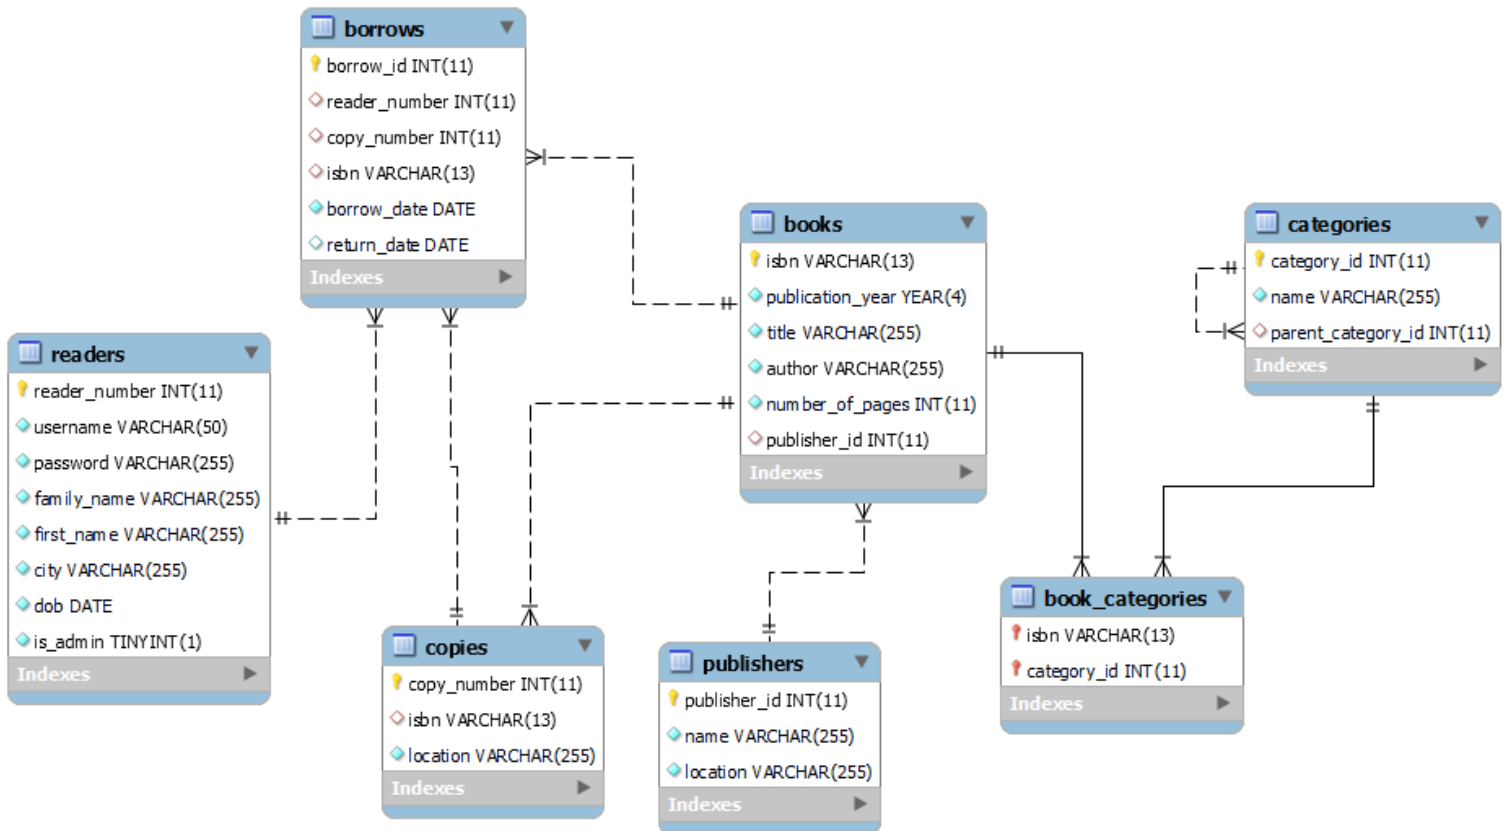 borrows
borrow_id INT(11)
reader_number INT(11)
copy_number INT(11)
isbn VARCHAR(13)
borrow_date DATE
return_date DATE
Indexes
readers
reader_number INT(11)
username VARCHAR(50)
password VARCHAR(255)
family_name VARCHAR(255)
first_name VARCHAR(255)
city VARCHAR(255)
dob DATE
is_admin TINYINT(1)
Indexes
copies
copy_number INT(11)
isbn VARCHAR(13)
location VARCHAR(255)
Indexes
books
isbn VARCHAR(13)
publication_year YEAR(4)
title VARCHAR(255)
author VARCHAR(255)
number_of_pages INT(11)
publisher_id INT(11)
Indexes
publishers
publisher_id INT(11)
name VARCHAR(255)
location VARCHAR(255)
Indexes
categories
category_id INT(11)
name VARCHAR(255)
parent_category_id INT(11)
Indexes
book_categories
isbn VARCHAR(13)
category_id INT(11)
Indexes